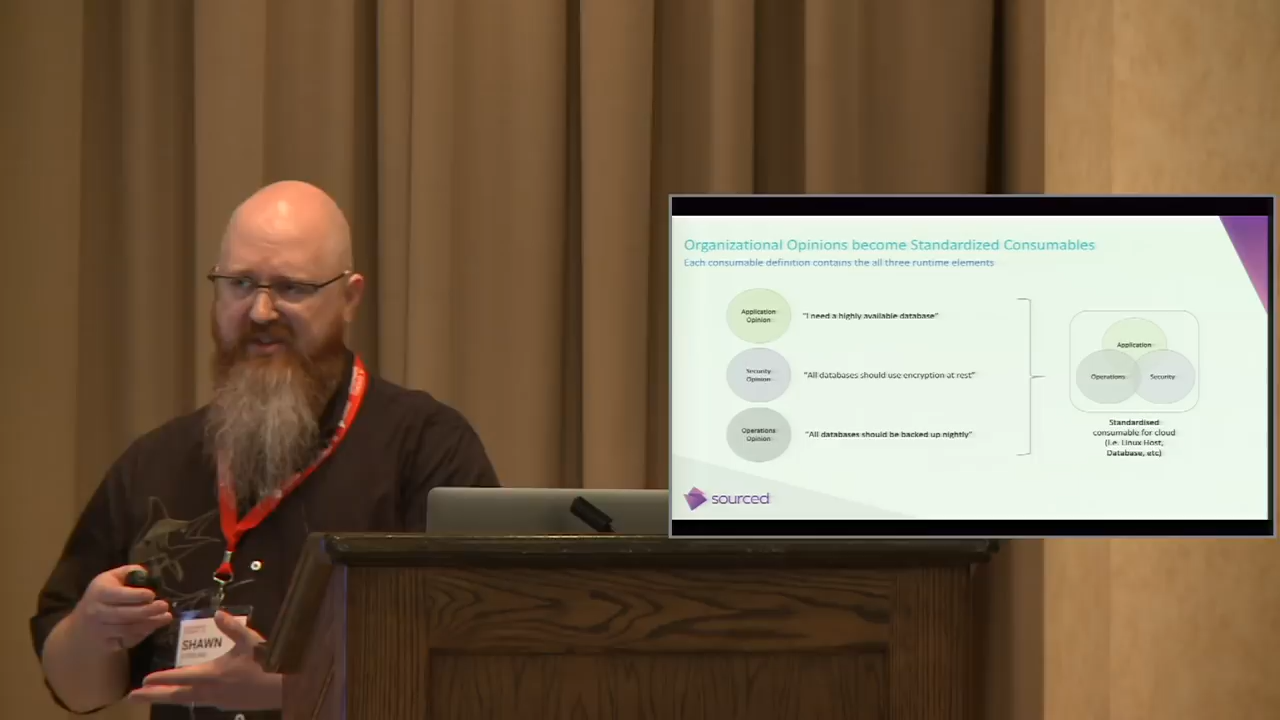 Organizational Opinions become Standardized Consumables
Each consumable definition contains the all three runtime elements
Application
Opinion
"I need a highly available database"
Security
Opinion
"All databases should use encryption at rest"
Operations
Opinion
"All databases should be backed up nightly"
Application
Operations
Security
Standardised
consumable for cloud
(i.e. Linux Host,
Database, etc)
sourced
SHAWN